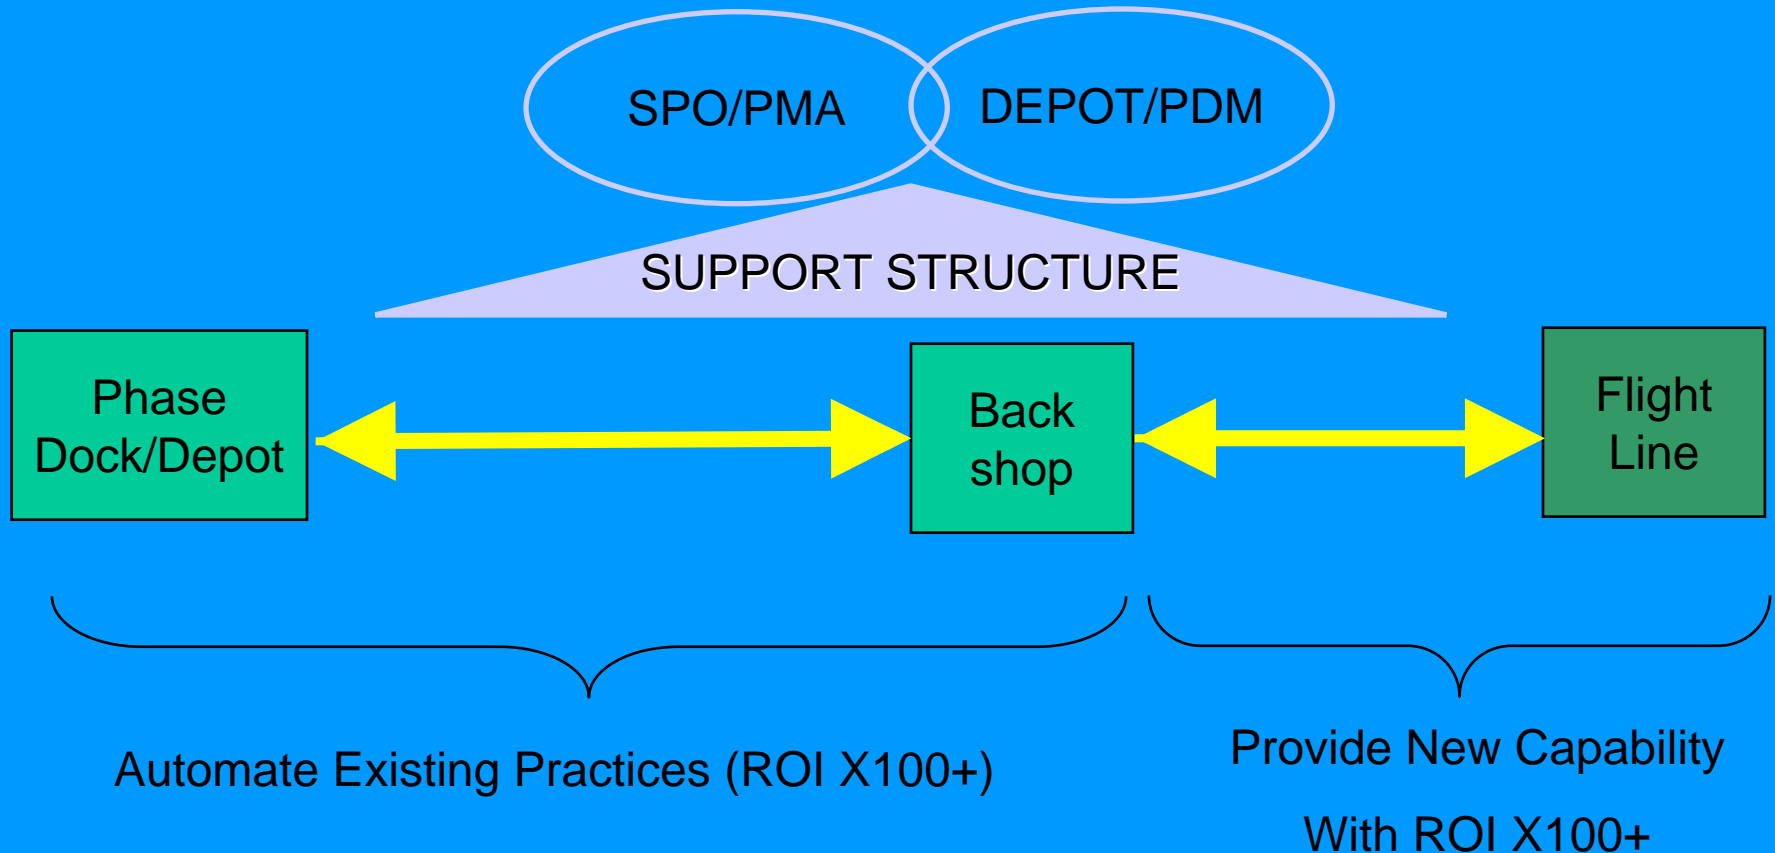 SPO/PMA
DEPOT/PDM
SUPPORT STRUCTURE
Phase
Dock/Depot
Back
shop
Flight
Line
Automate Existing Practices (ROI X100+)
Provide New Capability
With ROI X100+